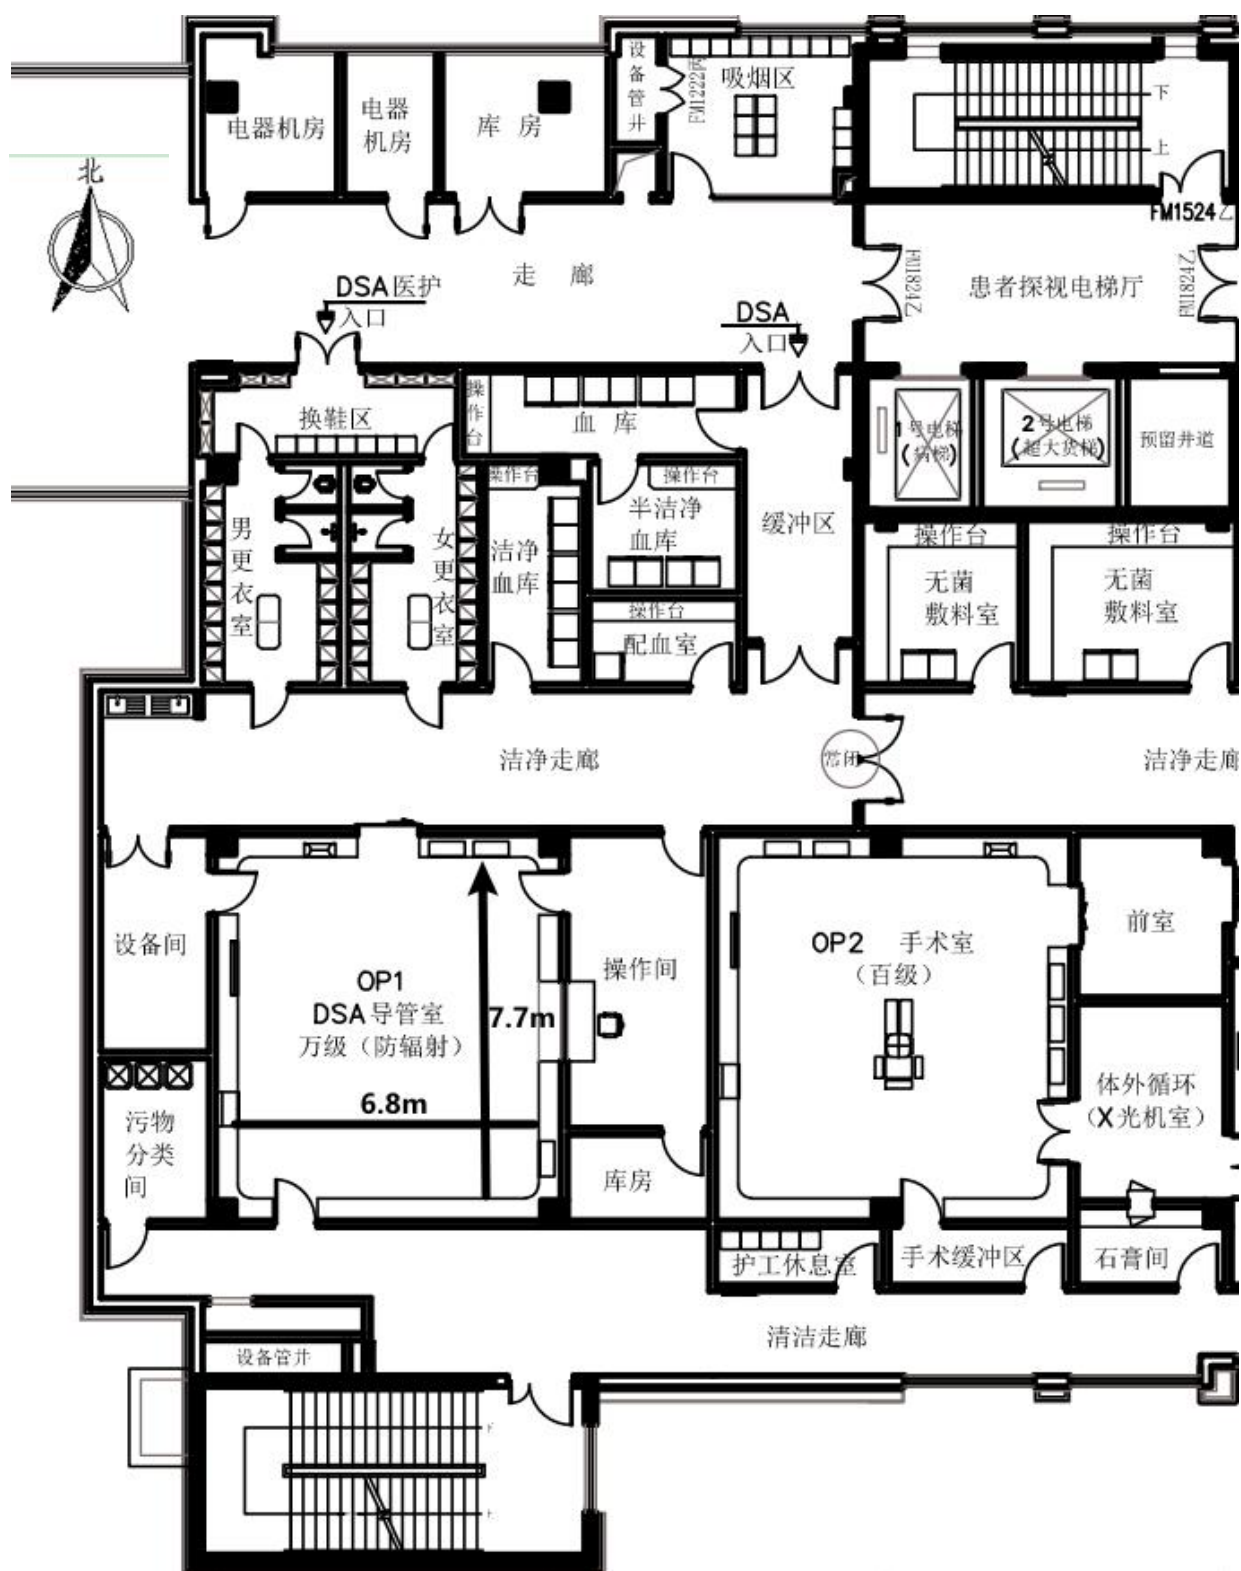 设
备
管
井
FM1222丙
吸烟区
电器机房
电器
机房
库 房
下
上
北
FM1524乙
走 廊
FM1824乙
患者探视电梯厅
FM1824乙
DSA医护
入口
DSA
入口
换鞋区
操
作
台
血 库
1号电梯
(病梯)
2号电梯
(超大货梯)
预留井道
操作台
操作台
男
更
衣
室
女
更
衣
室
洁净
血库
半洁净
血库
缓冲区
操作台
无菌
敷料室
操作台
无菌
敷料室
操作台
配血室
洁净走廊
常闭
洁净走廊
设备间
OP1
DSA导管室
万级（防辐射）
7.7m
6.8m
操作间
OP2 手术室
（百级）
前室
体外循环
（X光机室）
污物
分类
间
库房
护工休息室
手术缓冲区
石膏间
清洁走廊
设备管井
下
上